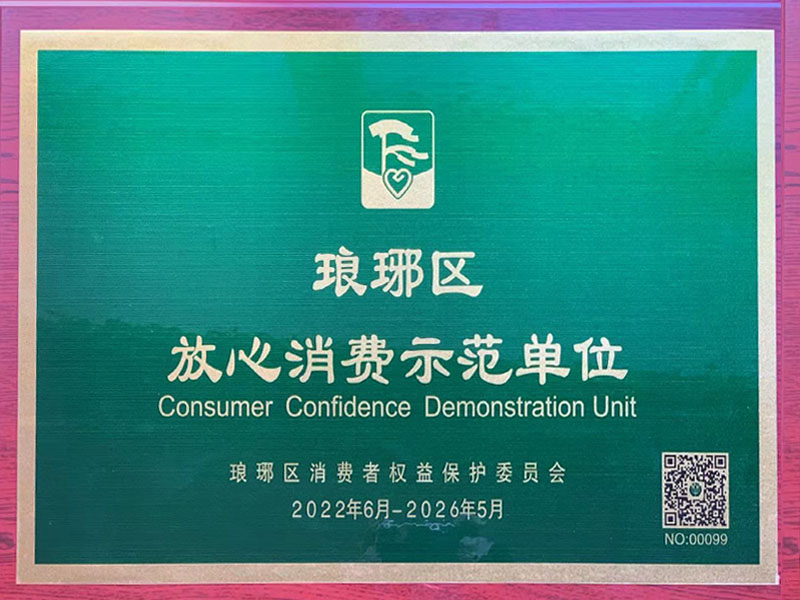 琅琊区
放心消费示范单位
Consumer Confidence Demonstration Unit
琅琊区消费者权益保护委员会
2022年6月-2026年5月
NO:00099